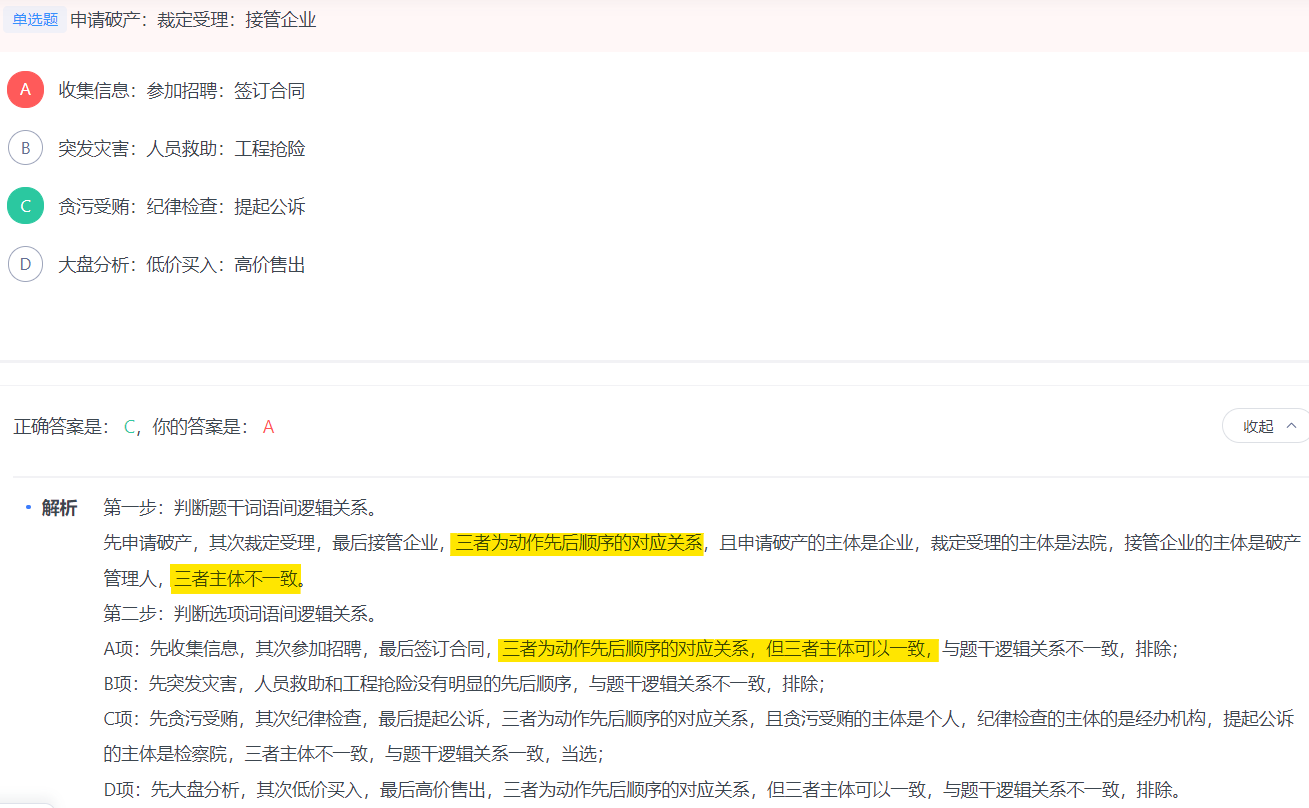 单选题 申请破产：裁定受理：接管企业
A 收集信息：参加招聘：签订合同
B 突发灾害：人员救助：工程抢险
C 贪污受贿：纪律检查：提起公诉
D 大盘分析：低价买入：高价售出
正确答案是： C，你的答案是： A
收起
解析 第一步：判断题干词语间逻辑关系。
先申请破产，其次裁定受理，最后接管企业，三者为动作先后顺序的对应关系，且申请破产的主体是企业，裁定受理的主体是法院，接管企业的主体是破产
管理人，三者主体不一致。
第二步：判断选项词语间逻辑关系。
A项：先收集信息，其次参加招聘，最后签订合同，三者为动作先后顺序的对应关系，但三者主体可以一致，与题干逻辑关系不一致，排除；
B项：先突发灾害，人员救助和工程抢险没有明显的先后顺序，与题干逻辑关系不一致，排除；
C项：先贪污受贿，其次纪律检查，最后提起公诉，三者为动作先后顺序的对应关系，且贪污受贿的主体是个人，纪律检查的主体的是经办机构，提起公诉
的主体是检察院，三者主体不一致，与题干逻辑关系一致，当选；
D项：先大盘分析，其次低价买入，最后高价售出，三者为动作先后顺序的对应关系，但三者主体可以一致，与题干逻辑关系不一致，排除。